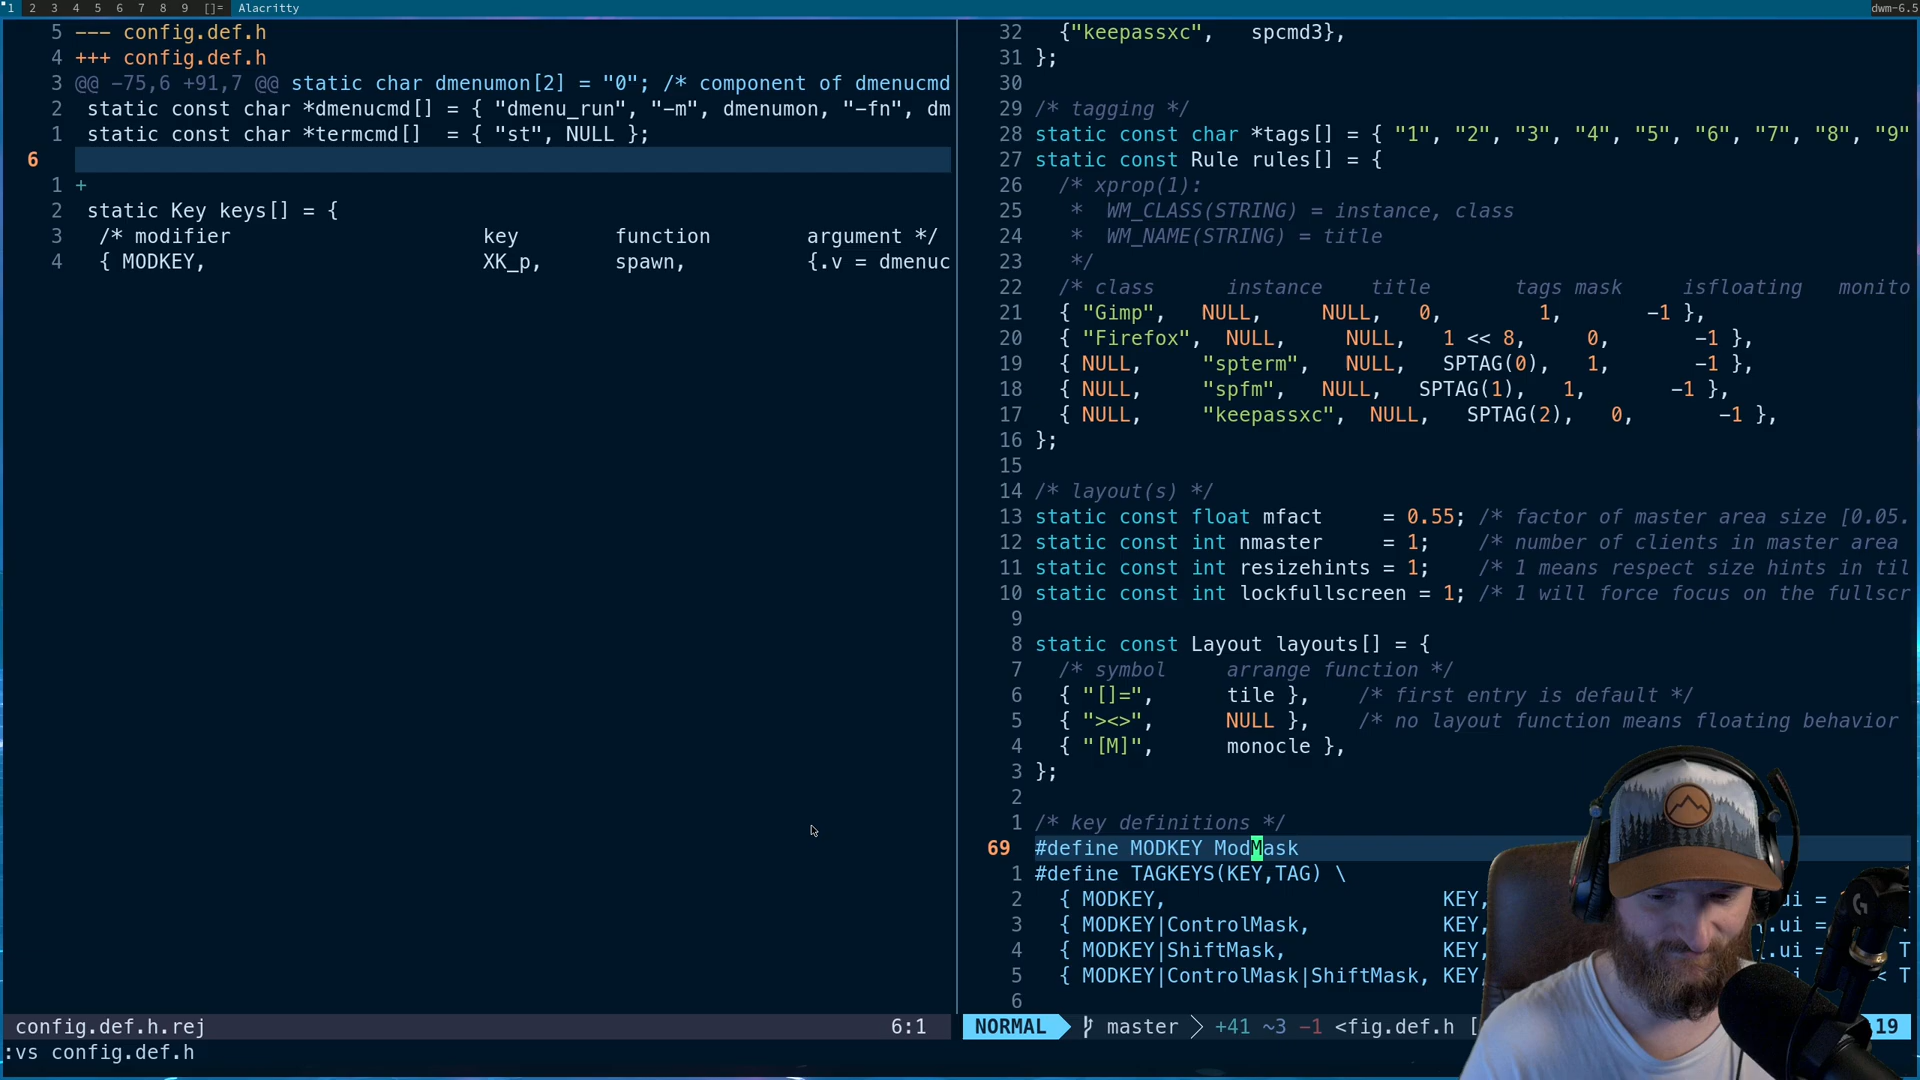 1 2 3 4 5 6 7 8 9 []= Alacritty dwm-6.5
5 --- config.def.h
4 +++ config.def.h
3 @@ -75,6 +91,7 @@ static char dmenumon[2] = "0"; /* component of dmenucmd
2 static const char *dmenucmd[] = { "dmenu_run", "-m", dmenumon, "-fn", dm
1 static const char *termcmd[]  = { "st", NULL };
6
1 +
2 static Key keys[] = {
3 /* modifier                     key        function        argument */
4 { MODKEY,                       XK_p,      spawn,          {.v = dmenuc
config.def.h.rej 6:1
32 {"keepassxc",   spcmd3},
31 };
30
29 /* tagging */
28 static const char *tags[] = { "1", "2", "3", "4", "5", "6", "7", "8", "9"
27 static const Rule rules[] = {
26 /* xprop(1):
25 *  WM_CLASS(STRING) = instance, class
24 *  WM_NAME(STRING) = title
23 */
22 /* class      instance    title       tags mask     isfloating   monito
21 { "Gimp",   NULL,     NULL,   0,         1,       -1 },
20 { "Firefox",  NULL,     NULL,   1 << 8,      0,       -1 },
19 { NULL,     "spterm",    NULL,   SPTAG(0),   1,       -1 },
18 { NULL,     "spfm",    NULL,   SPTAG(1),   1,       -1 },
17 { NULL,     "keepassxc",  NULL,   SPTAG(2),   0,       -1 },
16 };
15
14 /* layout(s) */
13 static const float mfact     = 0.55; /* factor of master area size [0.05.
12 static const int nmaster     = 1;    /* number of clients in master area
11 static const int resizehints = 1;    /* 1 means respect size hints in til
10 static const int lockfullscreen = 1; /* 1 will force focus on the fullscr
9
8 static const Layout layouts[] = {
7 /* symbol     arrange function */
6 { "[]=",      tile },    /* first entry is default */
5 { "><>",      NULL },    /* no layout function means floating behavior
4 { "[M]",      monocle },
3 };
2
1 /* key definitions */
69 #define MODKEY ModMask
1 #define TAGKEYS(KEY,TAG) \
2 { MODKEY,                       KEY, .ui =
3 { MODKEY|ControlMask,           KEY, .ui =
4 { MODKEY|ShiftMask,             KEY, .ui = T
5 { MODKEY|ControlMask|ShiftMask, KEY, < T
6
NORMAL master +41 ~3 -1 <fig.def.h [ 19
:vs config.def.h